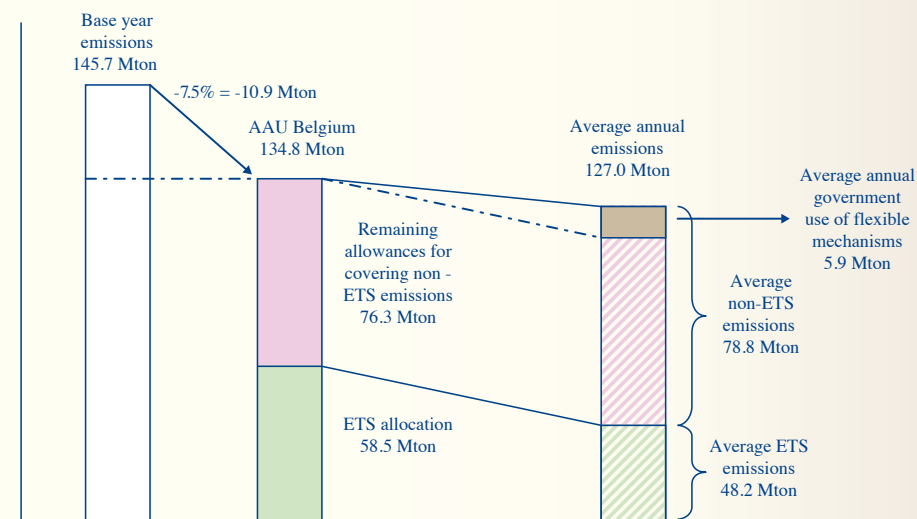 Base year
emissions
145.7 Mton
-7.5% = -10.9 Mton
AAU Belgium
134.8 Mton
Remaining
allowances for
covering non -
ETS emissions
76.3 Mton
ETS allocation
58.5 Mton
Average annual
emissions
127.0 Mton
Average annual
government
use of flexible
mechanisms
5.9 Mton
Average
non-ETS
emissions
78.8 Mton
Average ETS
emissions
48.2 Mton